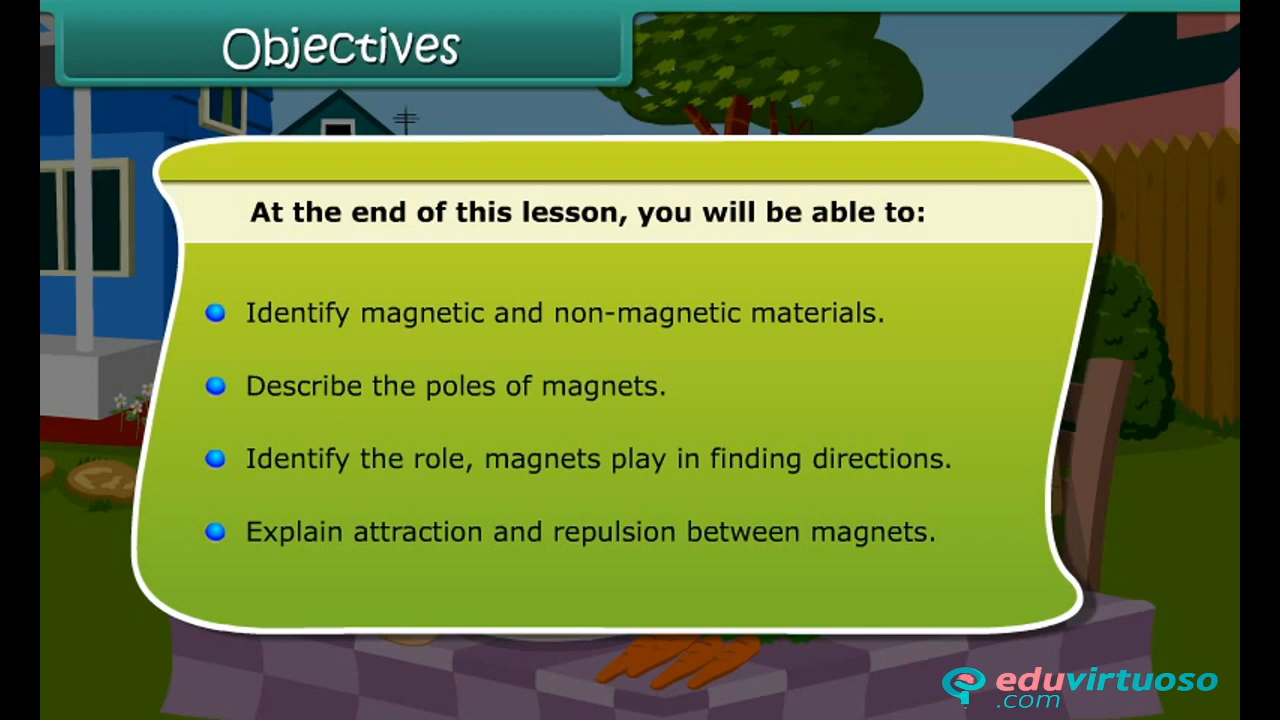 Objectives
At the end of this lesson, you will be able to:
Identify magnetic and non-magnetic materials.
Describe the poles of magnets.
Identify the role, magnets play in finding directions.
Explain attraction and repulsion between magnets.
eduvirtuoso
.com